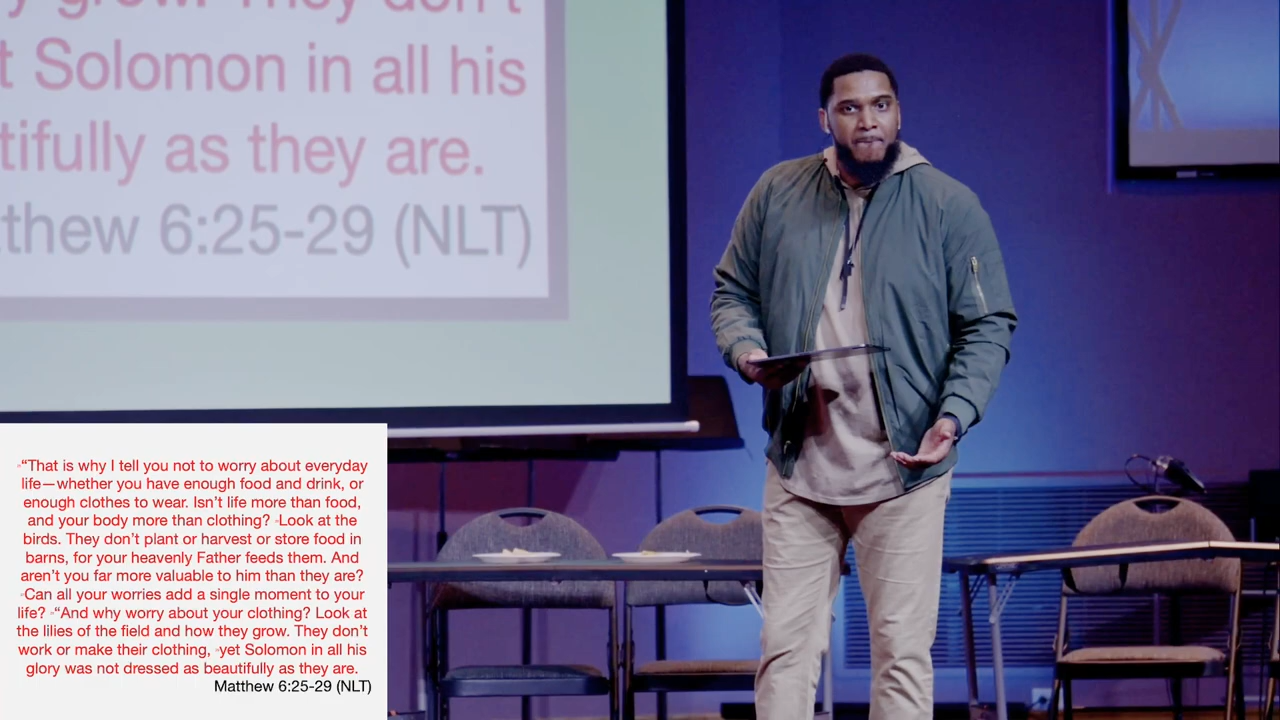 y grow. They don't
t Solomon in all his
tifully as they are.
thew 6:25-29 (NLT)
“That is why I tell you not to worry about everyday
life—whether you have enough food and drink, or
enough clothes to wear. Isn’t life more than food,
and your body more than clothing? Look at the
birds. They don’t plant or harvest or store food in
barns, for your heavenly Father feeds them. And
aren’t you far more valuable to him than they are?
Can all your worries add a single moment to your
life? “And why worry about your clothing? Look at
the lilies of the field and how they grow. They don’t
work or make their clothing, yet Solomon in all his
glory was not dressed as beautifully as they are.
Matthew 6:25-29 (NLT)